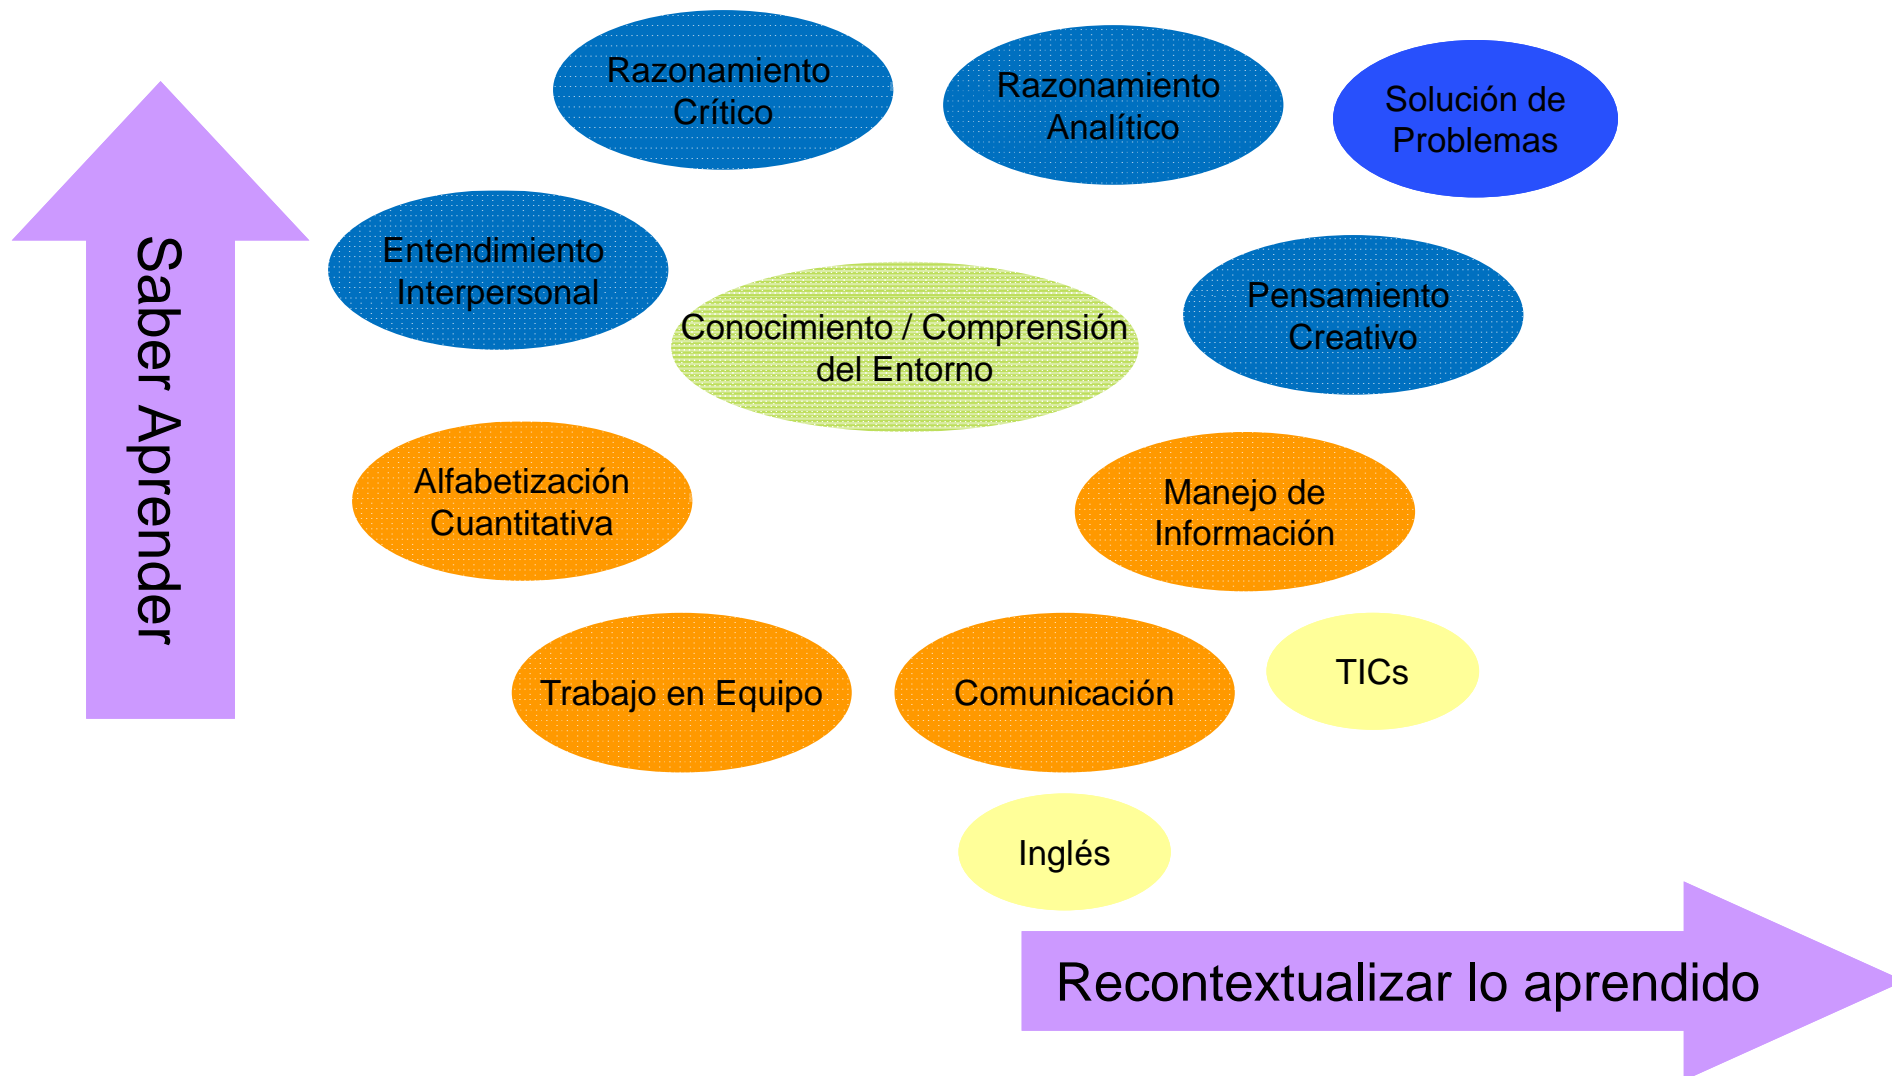 Razonamiento
Crítico
Razonamiento
Analítico
Solución de
Problemas
Saber Aprender
Entendimiento
Interpersonal
Conocimiento / Comprensión
del Entorno
Pensamiento
Creativo
Alfabetización
Cuantitativa
Manejo de
Información
Trabajo en Equipo
Comunicación
TICs
Inglés
Recontextualizar lo aprendido